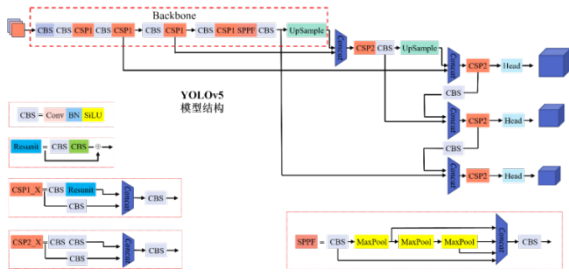 Backbone
CBS CBS CSP1 CBS CSP1 CBS CSP1 CBS CSP1 SPPF CBS UpSample
Concat CSP2 CBS UpSample Concat CSP2 Head
CBS
YOLOv5
模型结构
Concat CSP2 Head
CBS
Concat CSP2 Head
CBS = Conv BN SiLU
Resunit = CBS CBS +
CSP1_X = CBS Resunit Concat CBS
CBS
CSP2_X = CBS CBS Concat CBS
CBS
SPPF = CBS MaxPool MaxPool MaxPool Concat CBS